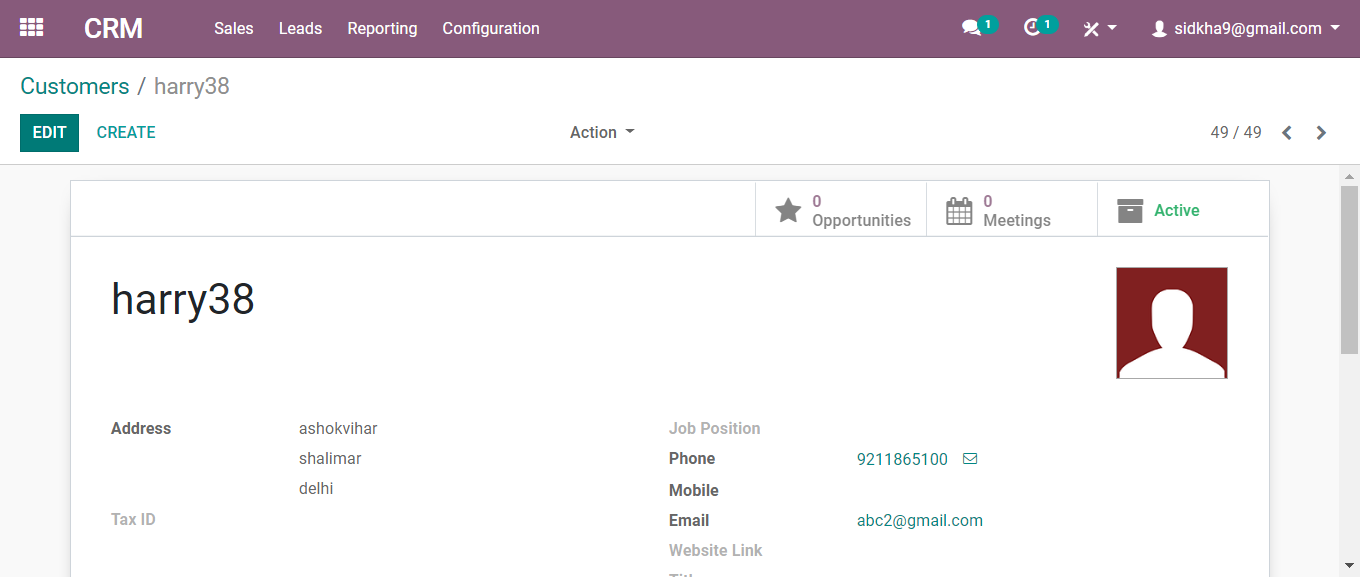 CRM Sales Leads Reporting Configuration 1 1 sidkha9@gmail.com
Customers / harry38
EDIT CREATE Action 49 / 49
0
Opportunities
0
Meetings
Active
harry38
Address ashokvihar
shalimar
delhi
Tax ID
Job Position
Phone 9211865100
Mobile
Email abc2@gmail.com
Website Link